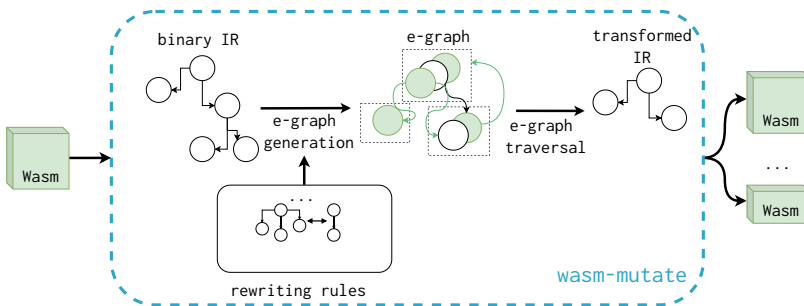 binary IR
e-graph
transformed
IR
e-graph
generation
e-graph
traversal
Wasm
Wasm
...
Wasm
...
rewriting rules
wasm-mutate